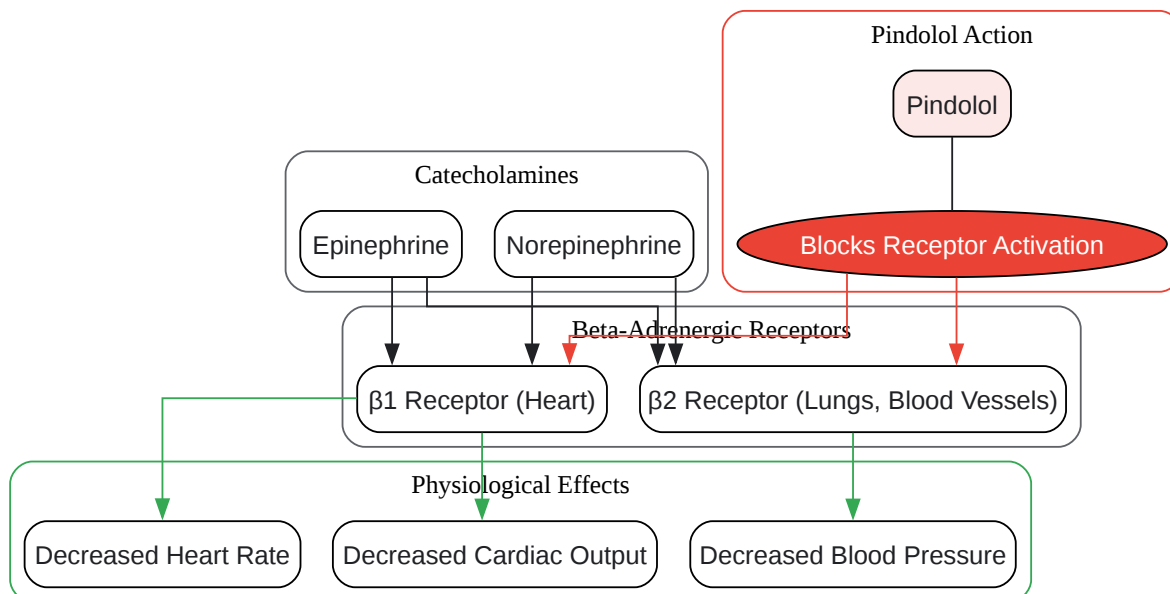 Pindolol Action
Pindolol
Catecholamines
Epinephrine
Norepinephrine
Blocks Receptor Activation
Beta-Adrenergic Receptors
β1 Receptor (Heart)
β2 Receptor (Lungs, Blood Vessels)
Physiological Effects
Decreased Heart Rate
Decreased Cardiac Output
Decreased Blood Pressure